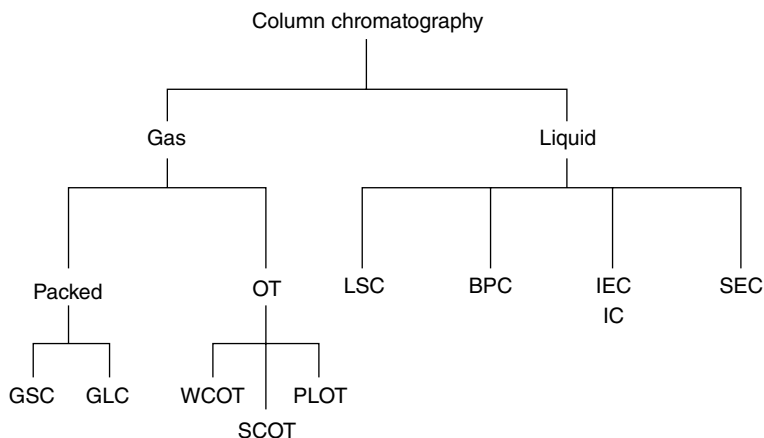 Column chromatography
Gas
Liquid
Packed
OT
LSC
BPC
IEC
IC
SEC
GSC
GLC
WCOT
SCOT
PLOT